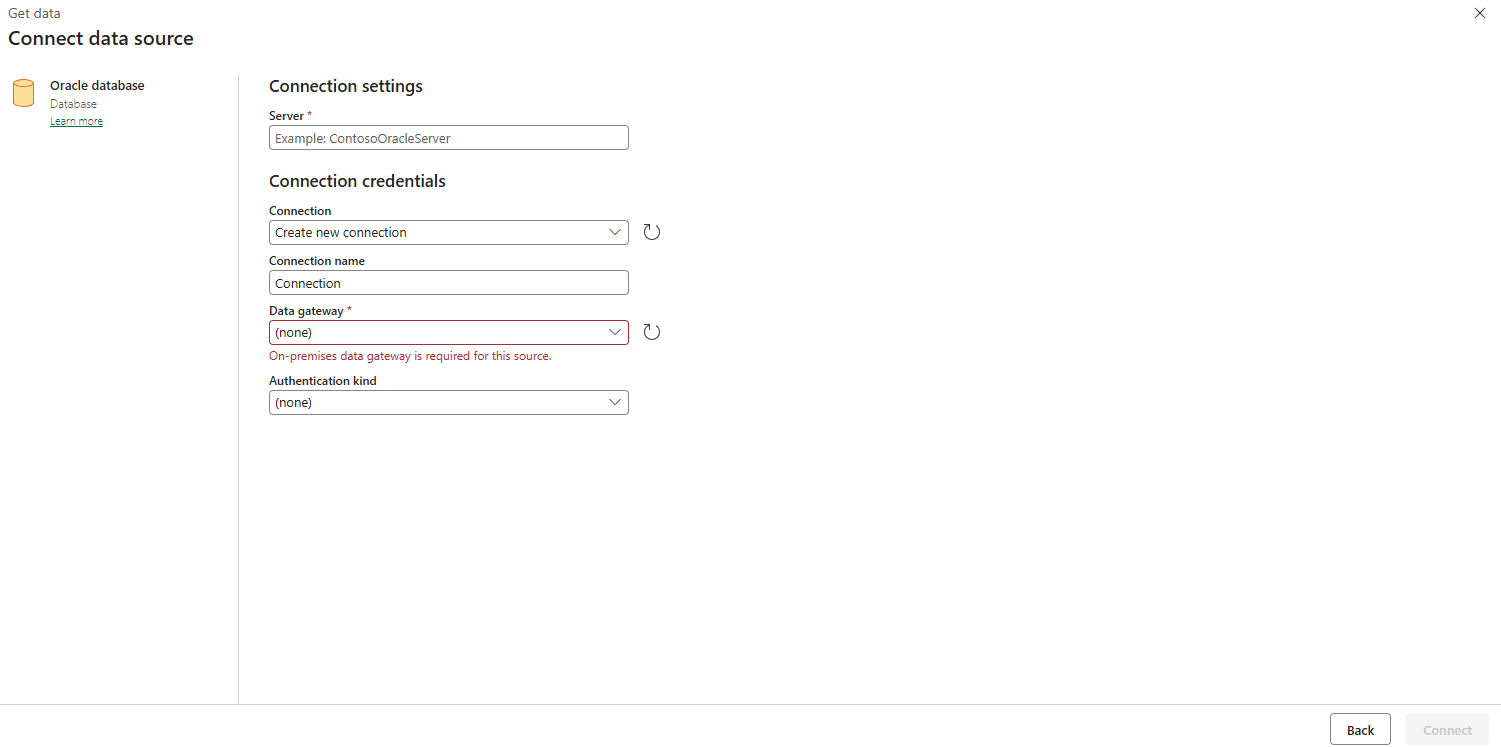 Get data
Connect data source
Oracle database
Database
Learn more
Connection settings
Server *
Example: ContosoOracleServer
Connection credentials
Connection
Create new connection
Connection name
Connection
Data gateway *
(none)
On-premises data gateway is required for this source.
Authentication kind
(none)
Back
Connect